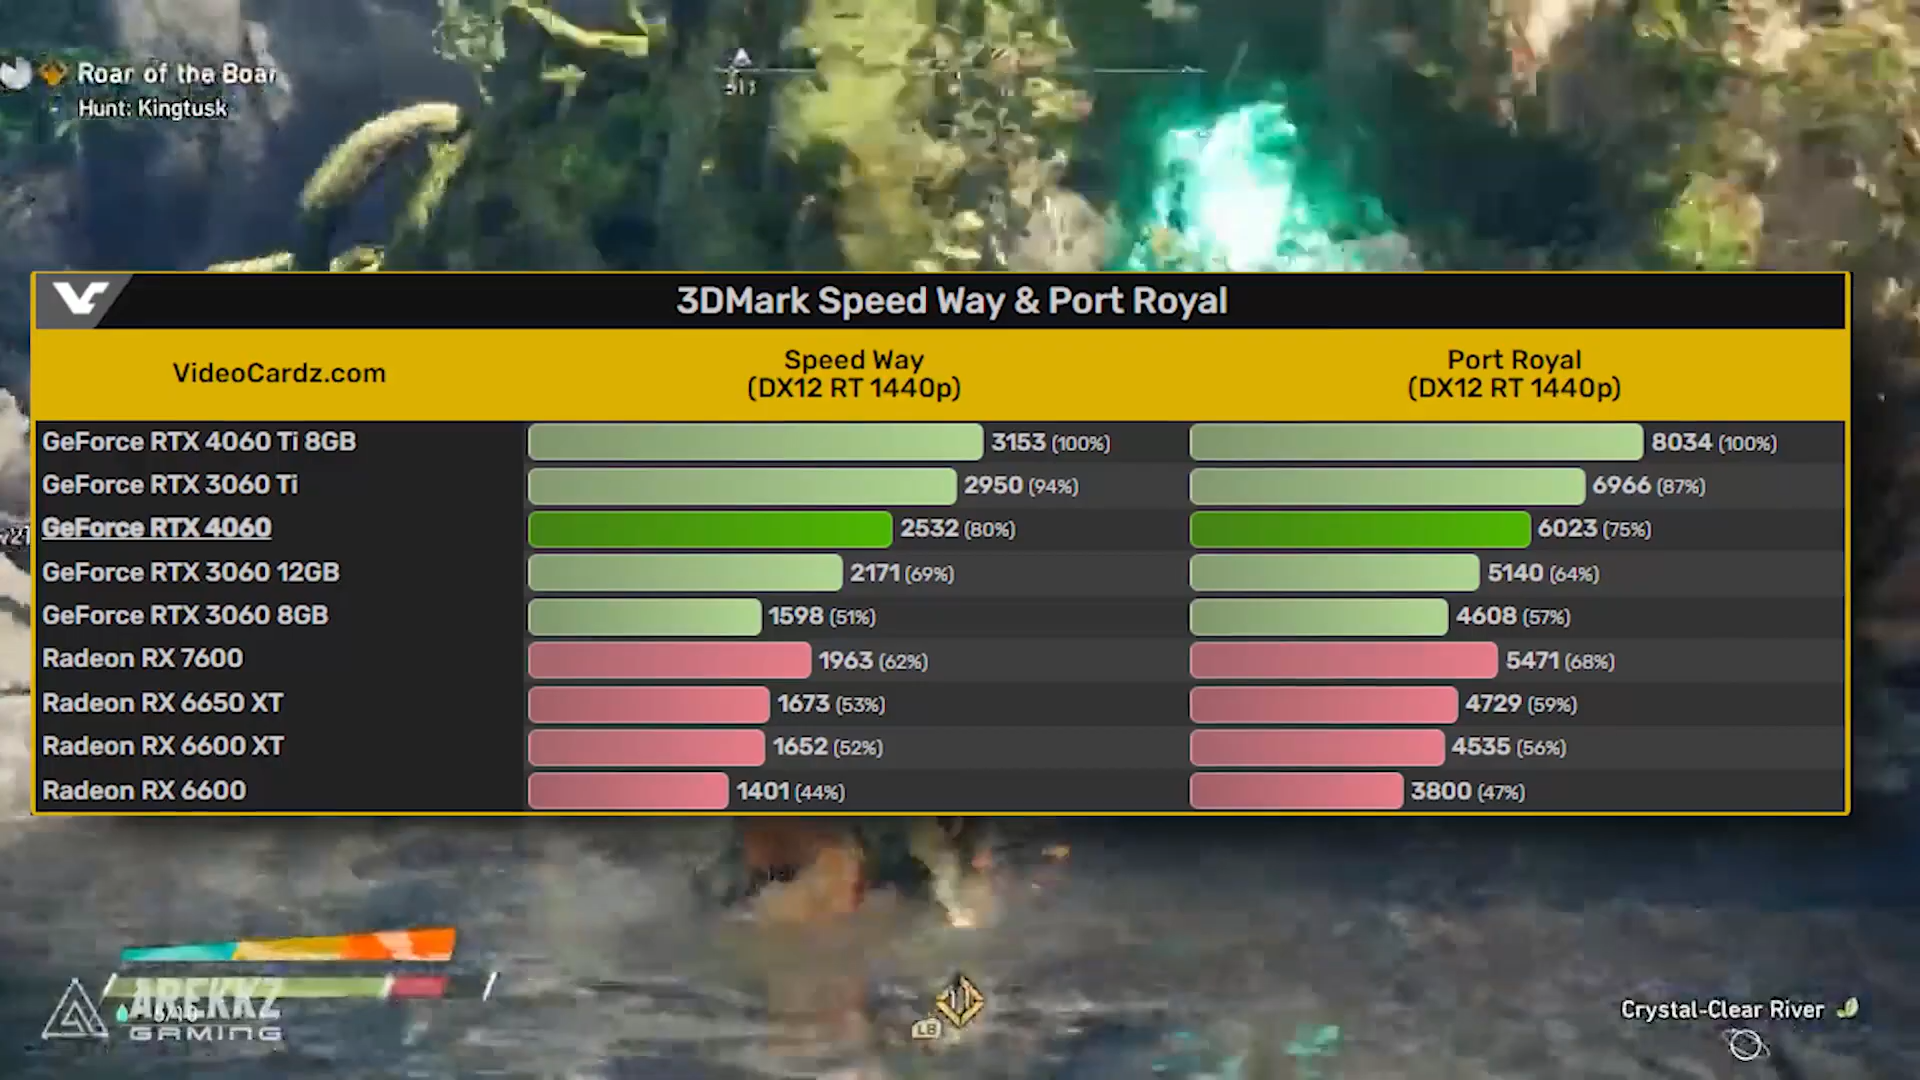 Roar of the Boar
Hunt: Kingtusk
3DMark Speed Way & Port Royal
VideoCardz.com
Speed Way
(DX12 RT 1440p)
Port Royal
(DX12 RT 1440p)
GeForce RTX 4060 Ti 8GB 3153 (100%) 8034 (100%)
GeForce RTX 3060 Ti 2950 (94%) 6966 (87%)
GeForce RTX 4060 2532 (80%) 6023 (75%)
GeForce RTX 3060 12GB 2171 (69%) 5140 (64%)
GeForce RTX 3060 8GB 1598 (51%) 4608 (57%)
Radeon RX 7600 1963 (62%) 5471 (68%)
Radeon RX 6650 XT 1673 (53%) 4729 (59%)
Radeon RX 6600 XT 1652 (52%) 4535 (56%)
Radeon RX 6600 1401 (44%) 3800 (47%)
AREKKZ
GAMING
LB
Crystal-Clear River